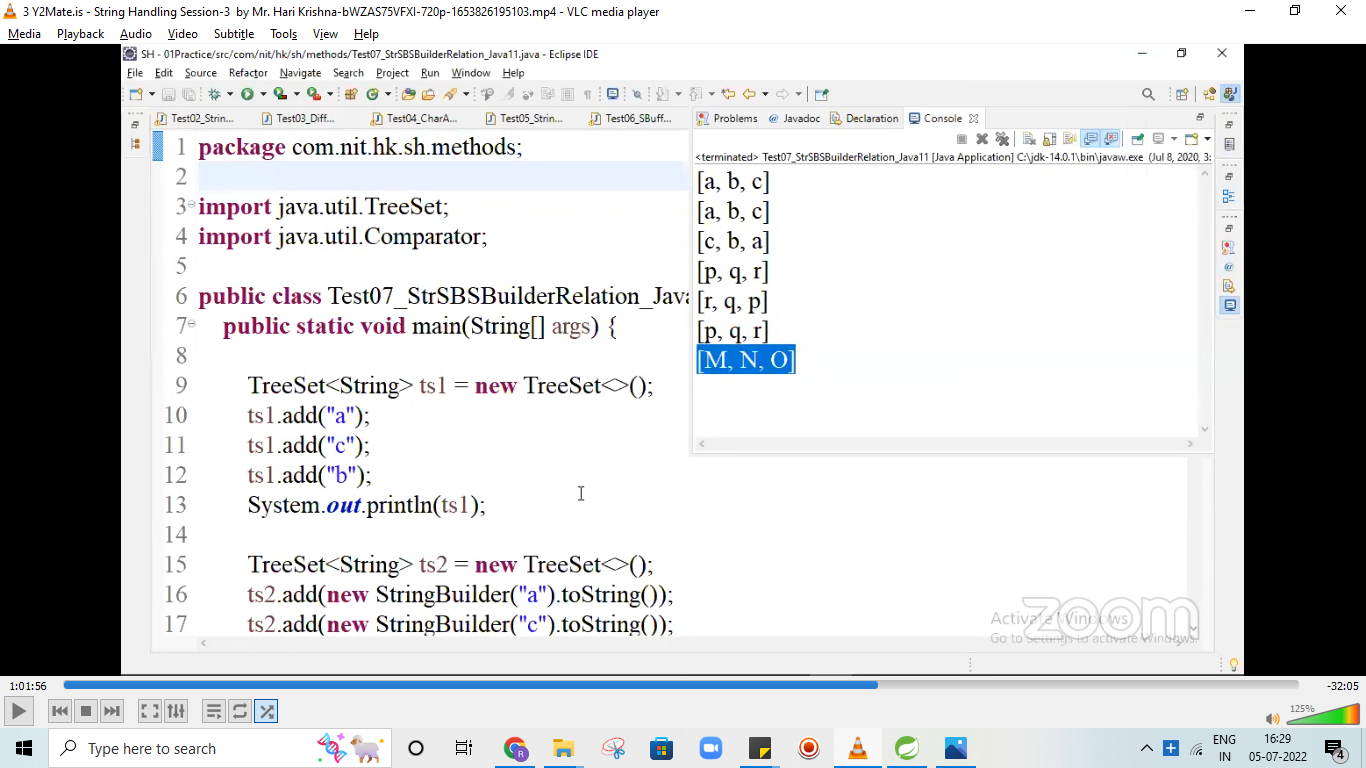 3 Y2Mate.is - String Handling Session-3  by Mr. Hari Krishna-bWZAS75VFXI-720p-1653826195103.mp4 - VLC media player
Media Playback Audio Video Subtitle Tools View Help
SH - 01Practice/src/com/nit/hk/sh/methods/Test07_StrSBSBuilderRelation_Java11.java - Eclipse IDE
File Edit Source Refactor Navigate Search Project Run Window Help
Test02_Strin... Test03_Diff... Test04_CharA... Test05_Strin... Test06_SBuff...
Problems Javadoc Declaration Console
<terminated> Test07_StrSBSBuilderRelation_Java11 [Java Application] C:\jdk-14.0.1\bin\javaw.exe (Jul 8, 2020, 3:
[a, b, c]
[a, b, c]
[c, b, a]
[p, q, r]
[r, q, p]
[p, q, r]
[M, N, O]
1 package com.nit.hk.sh.methods;
2
3 import java.util.TreeSet;
4 import java.util.Comparator;
5
6 public class Test07_StrSBSBuilderRelation_Java
7 public static void main(String[] args) {
8
9 TreeSet<String> ts1 = new TreeSet<>();
10 ts1.add("a");
11 ts1.add("c");
12 ts1.add("b");
13 System.out.println(ts1);
14
15 TreeSet<String> ts2 = new TreeSet<>();
16 ts2.add(new StringBuilder("a").toString());
17 ts2.add(new StringBuilder("c").toString());
zoom
Activate Windows
Go to Settings to activate Windows.
1:01:56
-32:05
125%
Type here to search
ENG
IN
16:29
05-07-2022
4